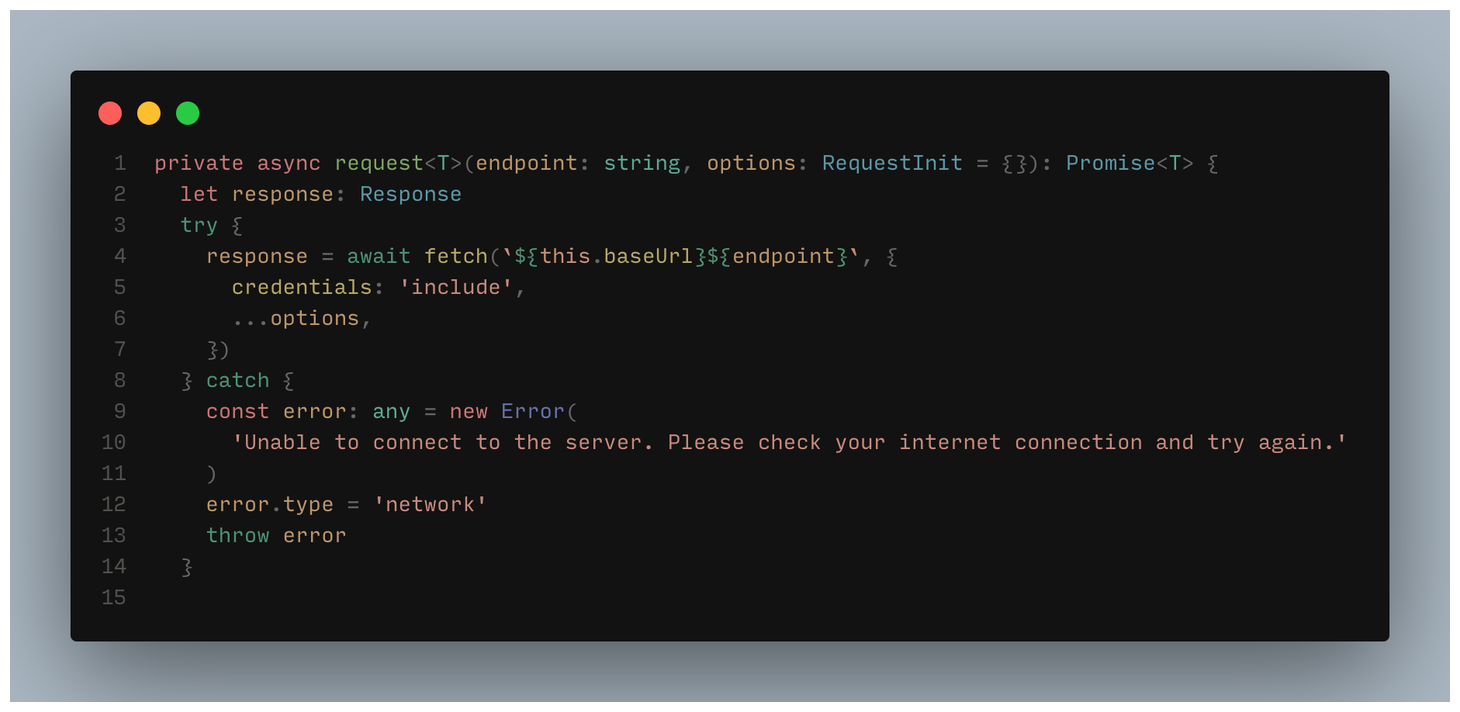 1 private async request<T>(endpoint: string, options: RequestInit = {}): Promise<T> {
2   let response: Response
3   try {
4     response = await fetch(`${this.baseUrl}${endpoint}`, {
5       credentials: 'include',
6       ...options,
7     })
8   } catch {
9     const error: any = new Error(
10       'Unable to connect to the server. Please check your internet connection and try again.'
11     )
12     error.type = 'network'
13     throw error
14   }
15